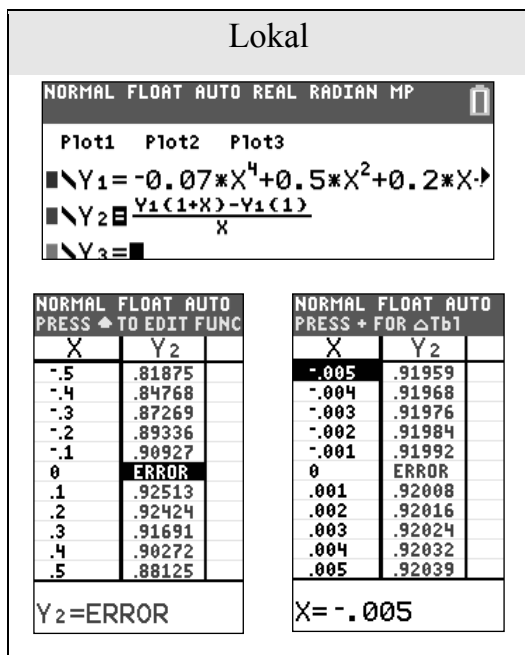 Lokal
NORMAL FLOAT AUTO REAL RADIAN MP
Plot1 Plot2 Plot3
\Y₁=-0.07*X⁴+0.5*X²+0.2*X-
\Y₂=(Y₁(1+X)-Y₁(1))/X
\Y₃=
NORMAL FLOAT AUTO
PRESS ↑ TO EDIT FUNC
X Y₂
-.5 .81875
-.4 .84768
-.3 .87269
-.2 .89336
-.1 .90927
0 ERROR
.1 .92513
.2 .92424
.3 .91691
.4 .90272
.5 .88125
Y₂=ERROR
NORMAL FLOAT AUTO
PRESS + FOR △Tbl
X Y₂
-.005 .91959
-.004 .91968
-.003 .91976
-.002 .91984
-.001 .91992
0 ERROR
.001 .92008
.002 .92016
.003 .92024
.004 .92032
.005 .92039
X=-.005